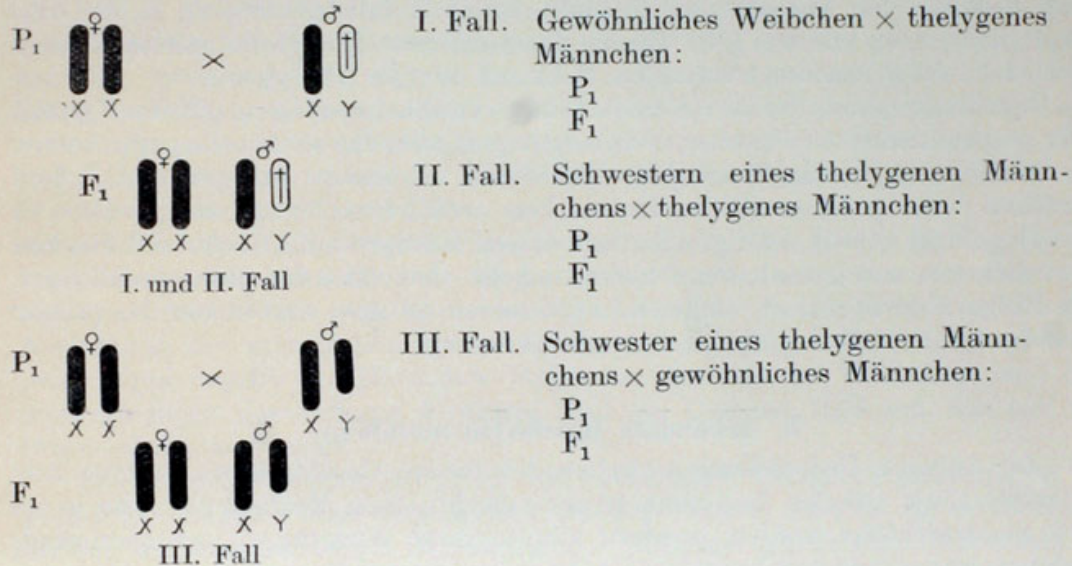 P₁ ♀ × ♂
X X X Y
F₁ ♀ ♂
X X X Y
I. und II. Fall
P₁ ♀ × ♂
X X X Y
F₁ ♀ ♂
X X X Y
III. Fall
I. Fall. Gewöhnliches Weibchen × thelygenes
Männchen:
P₁
F₁
II. Fall. Schwestern eines thelygenen Männ-
chens × thelygenes Männchen:
P₁
F₁
III. Fall. Schwester eines thelygenen Männ-
chens × gewöhnliches Männchen:
P₁
F₁